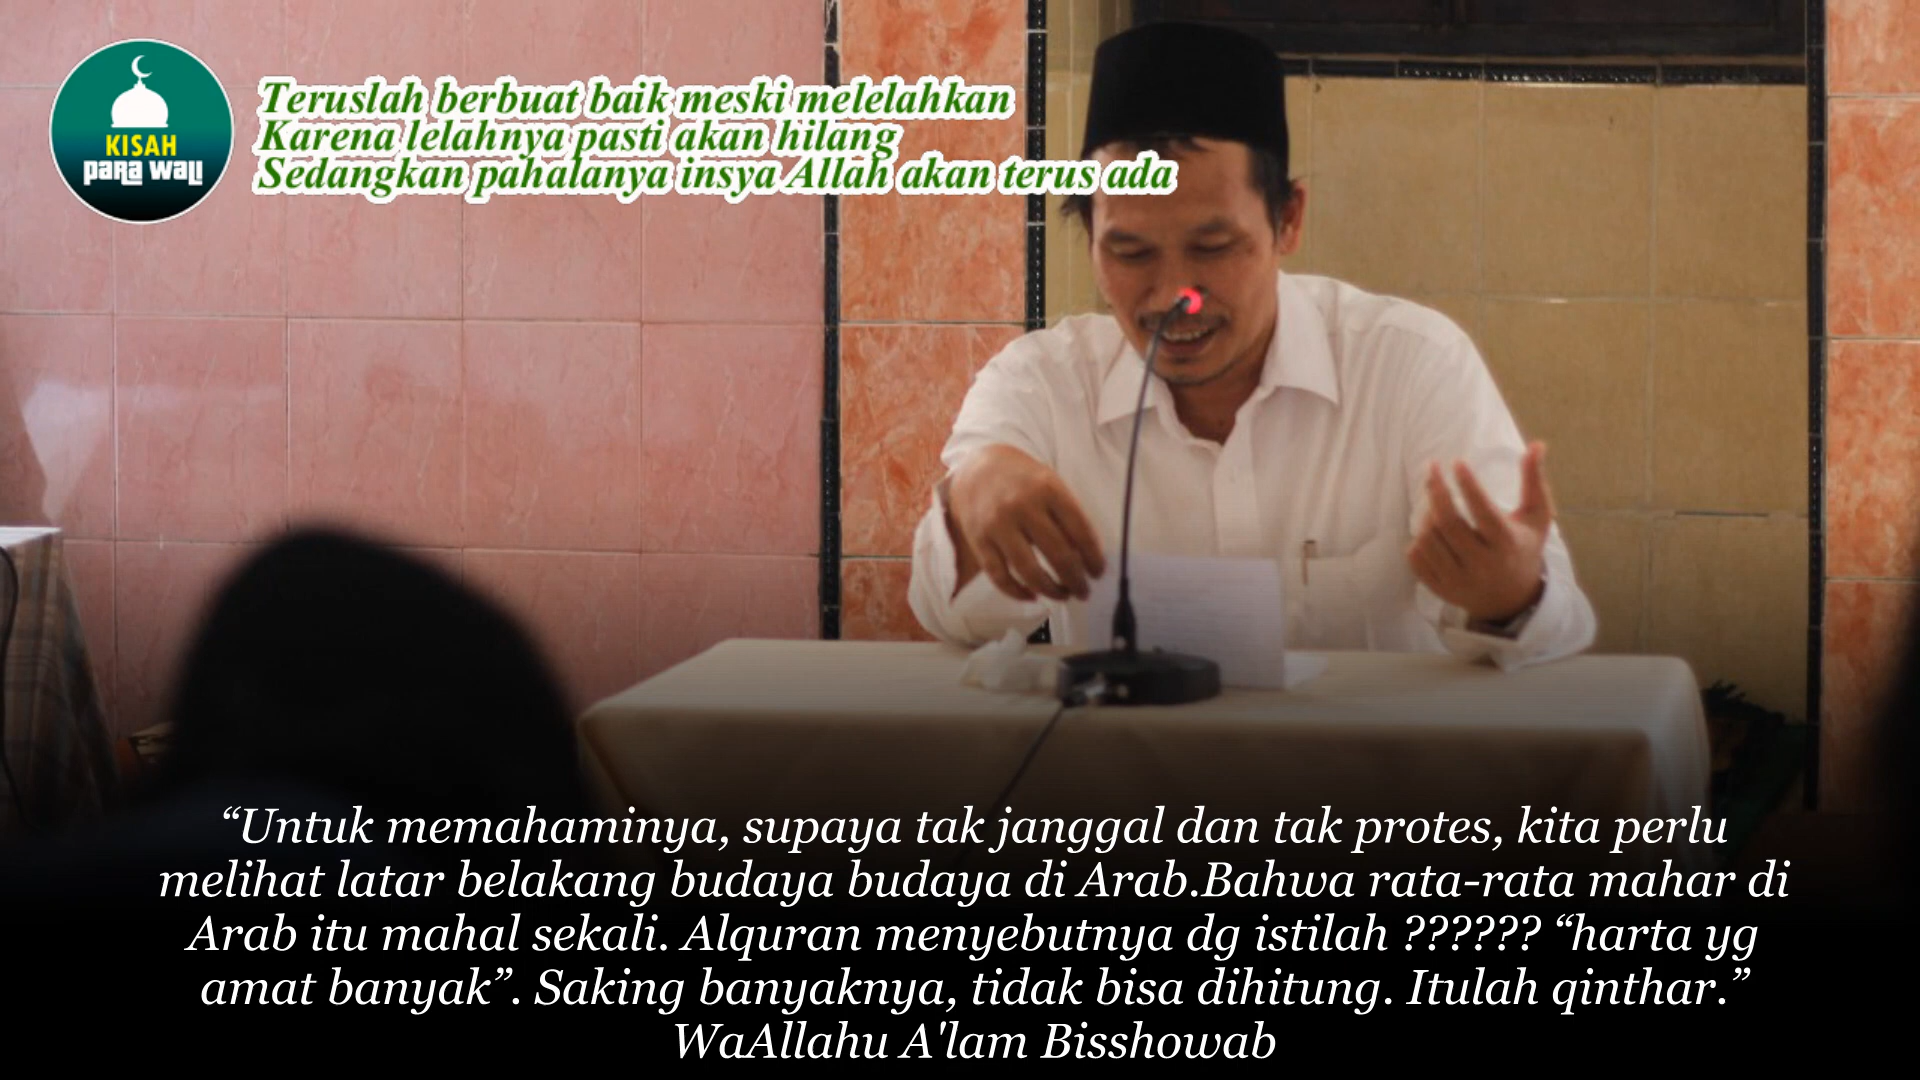 KISAH
PARA WALI
Teruslah berbuat baik meski melelahkan
Karena lelahnya pasti akan hilang
Sedangkan pahalanya insya Allah akan terus ada
“Untuk memahaminya, supaya tak janggal dan tak protes, kita perlu
melihat latar belakang budaya budaya di Arab.Bahwa rata-rata mahar di
Arab itu mahal sekali. Alquran menyebutnya dg istilah ?????? “harta yg
amat banyak”. Saking banyaknya, tidak bisa dihitung. Itulah qinthar.”
WaAllahu A'lam Bisshowab